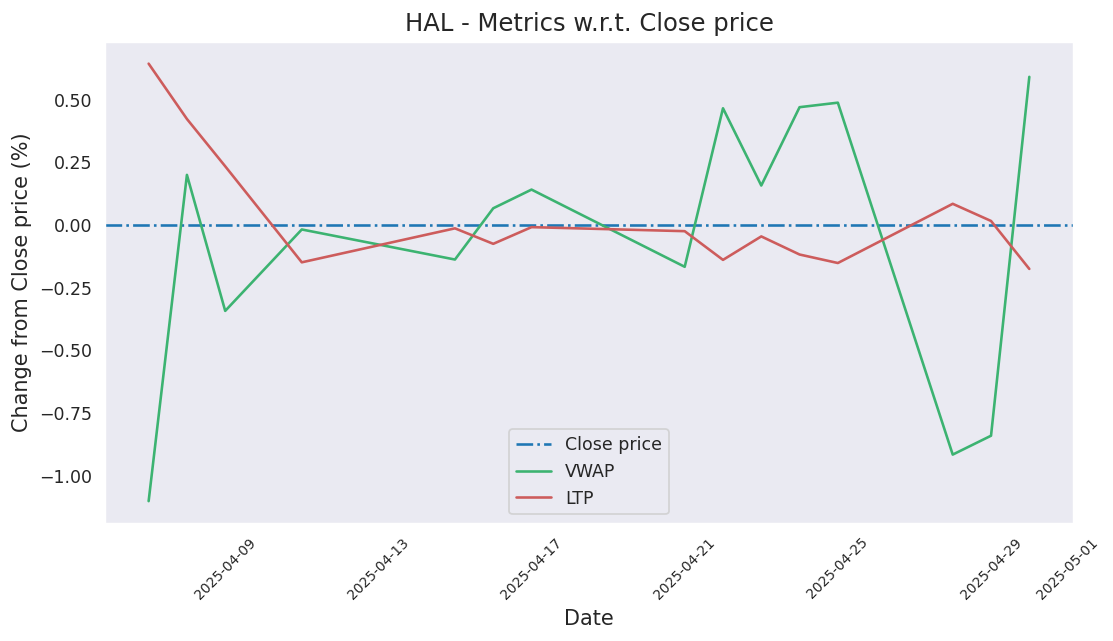 HAL - Metrics w.r.t. Close price
Change from Close price (%)
0.50
0.25
0.00
−0.25
−0.50
−0.75
−1.00
Close price
VWAP
LTP
2025-04-09
2025-04-13
2025-04-17
2025-04-21
2025-04-25
2025-04-29
2025-05-01
Date